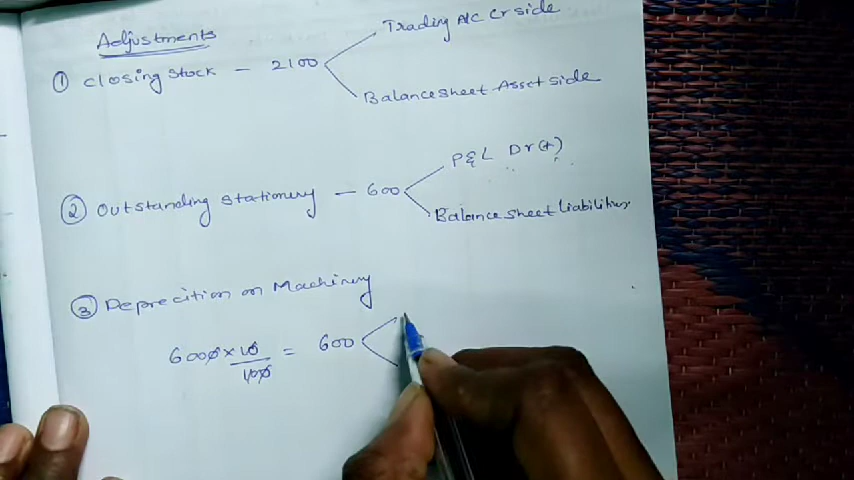 Adjustments
Trading A/C Cr side
① closing stock - 2100
Balance sheet Asset side
P&L Dr(+)
② Outstanding stationery - 600
Balance sheet liabilities
③ Deprecition on Machinery
6000 × 10 = 600
100